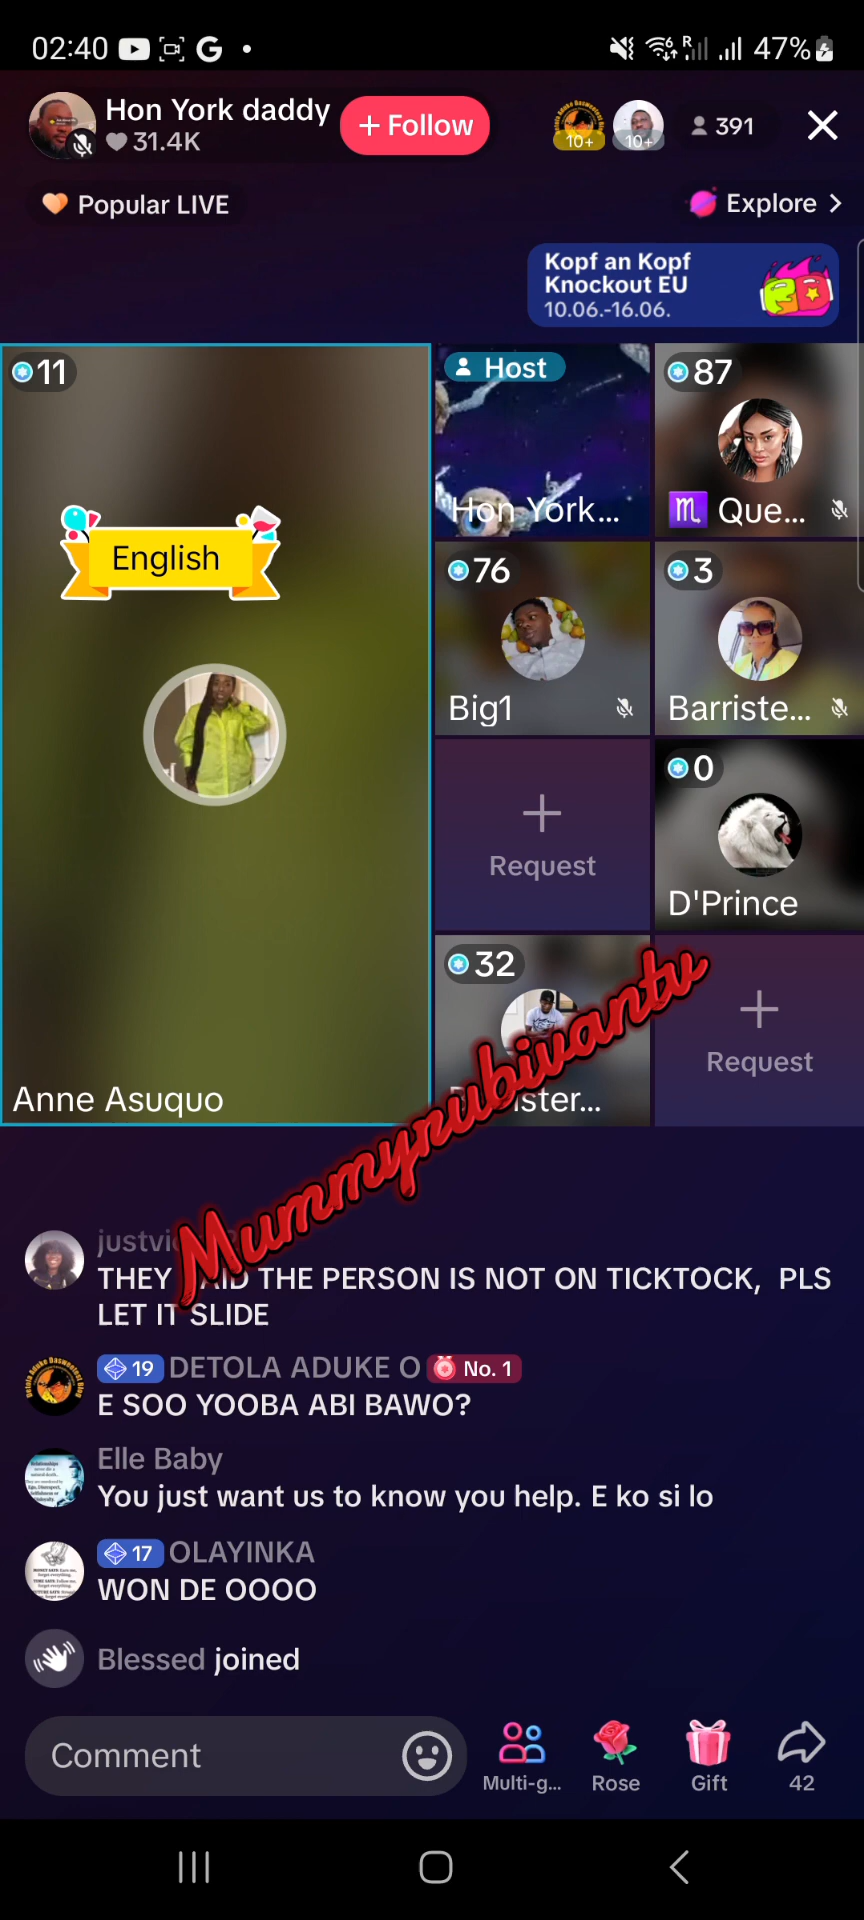 02:40
47%
Hon York daddy
31.4K
+ Follow
10+
10+
391
Popular LIVE
Explore >
Kopf an Kopf
Knockout EU
10.06.-16.06.
11
English
Anne Asuquo
Host
Hon York...
87
Que...
76
Big1
3
Barriste...
Request
0
D'Prince
32
ister...
Request
Mummyrubivantv
THEY THE PERSON IS NOT ON TICKTOCK, PLS
LET IT SLIDE
19 DETOLA ADUKE O No. 1
E SOO YOOBA ABI BAWO?
Elle Baby
You just want us to know you help. E ko si lo
17 OLAYINKA
WON DE OOOO
Blessed joined
Comment
Multi-g...
Rose
Gift
42